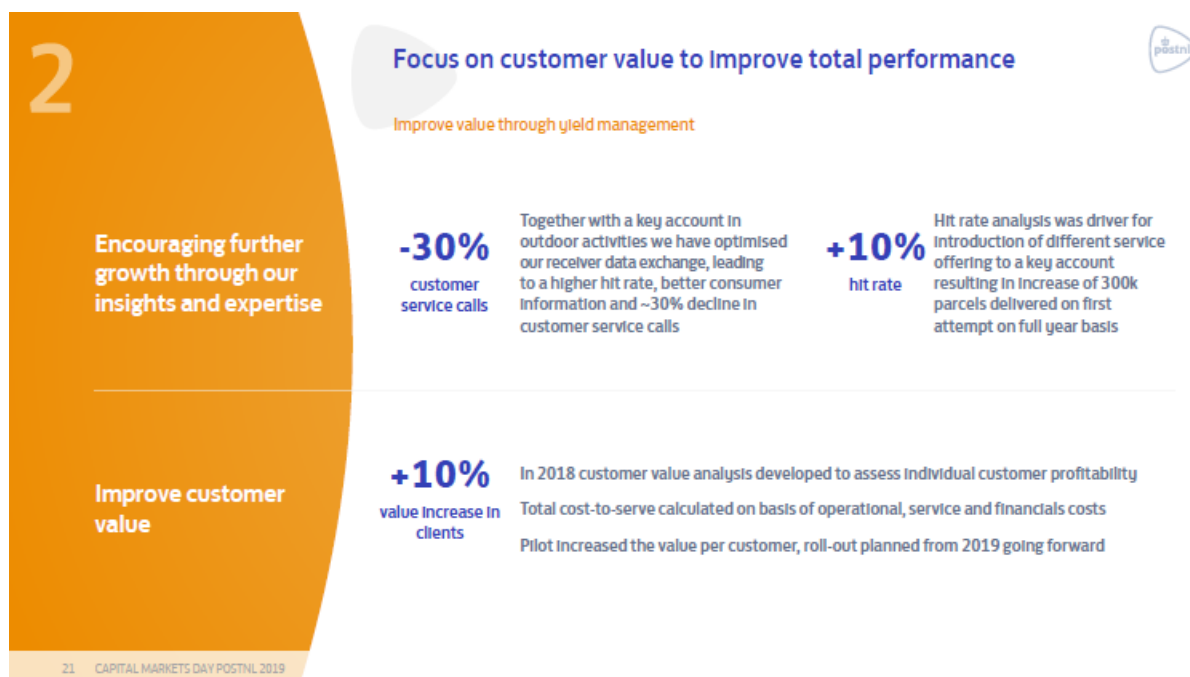 2
Focus on customer value to improve total performance
postnl
Improve value through yield management
Encouraging further
growth through our
insights and expertise
-30%
customer
service calls
Together with a key account in
outdoor activities we have optimised
our receiver data exchange, leading
to a higher hit rate, better consumer
information and ~30% decline in
customer service calls
+10%
hit rate
Hit rate analysis was driver for
introduction of different service
offering to a key account
resulting in increase of 300k
parcels delivered on first
attempt on full year basis
Improve customer
value
+10%
value increase in
clients
In 2018 customer value analysis developed to assess individual customer profitability
Total cost-to-serve calculated on basis of operational, service and financials costs
Pilot increased the value per customer, roll-out planned from 2019 going forward
21 CAPITAL MARKETS DAY POSTNL 2019